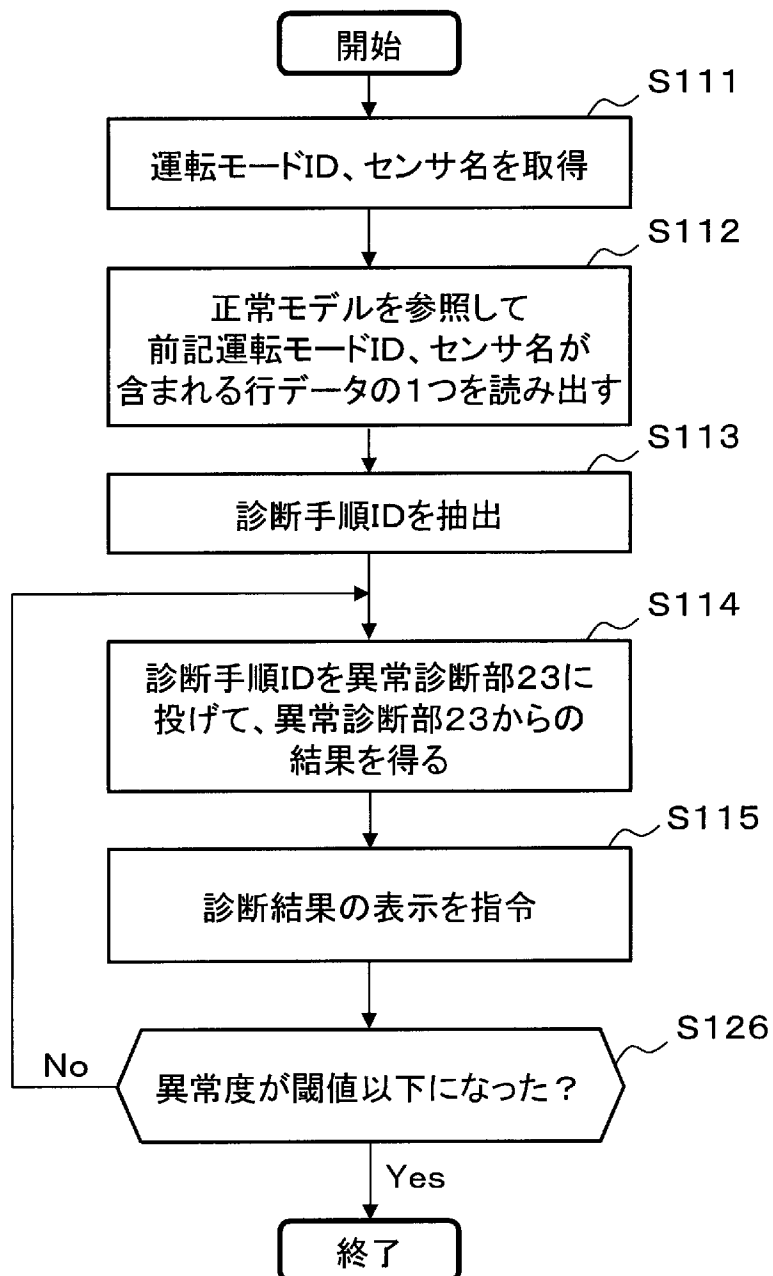 開始
S111
運転モードID、センサ名を取得
S112
正常モデルを参照して
前記運転モードID、センサ名が
含まれる行データの1つを読み出す
S113
診断手順IDを抽出
S114
診断手順IDを異常診断部23に
投げて、異常診断部23からの
結果を得る
S115
診断結果の表示を指令
S126
No
異常度が閾値以下になった?
Yes
終了